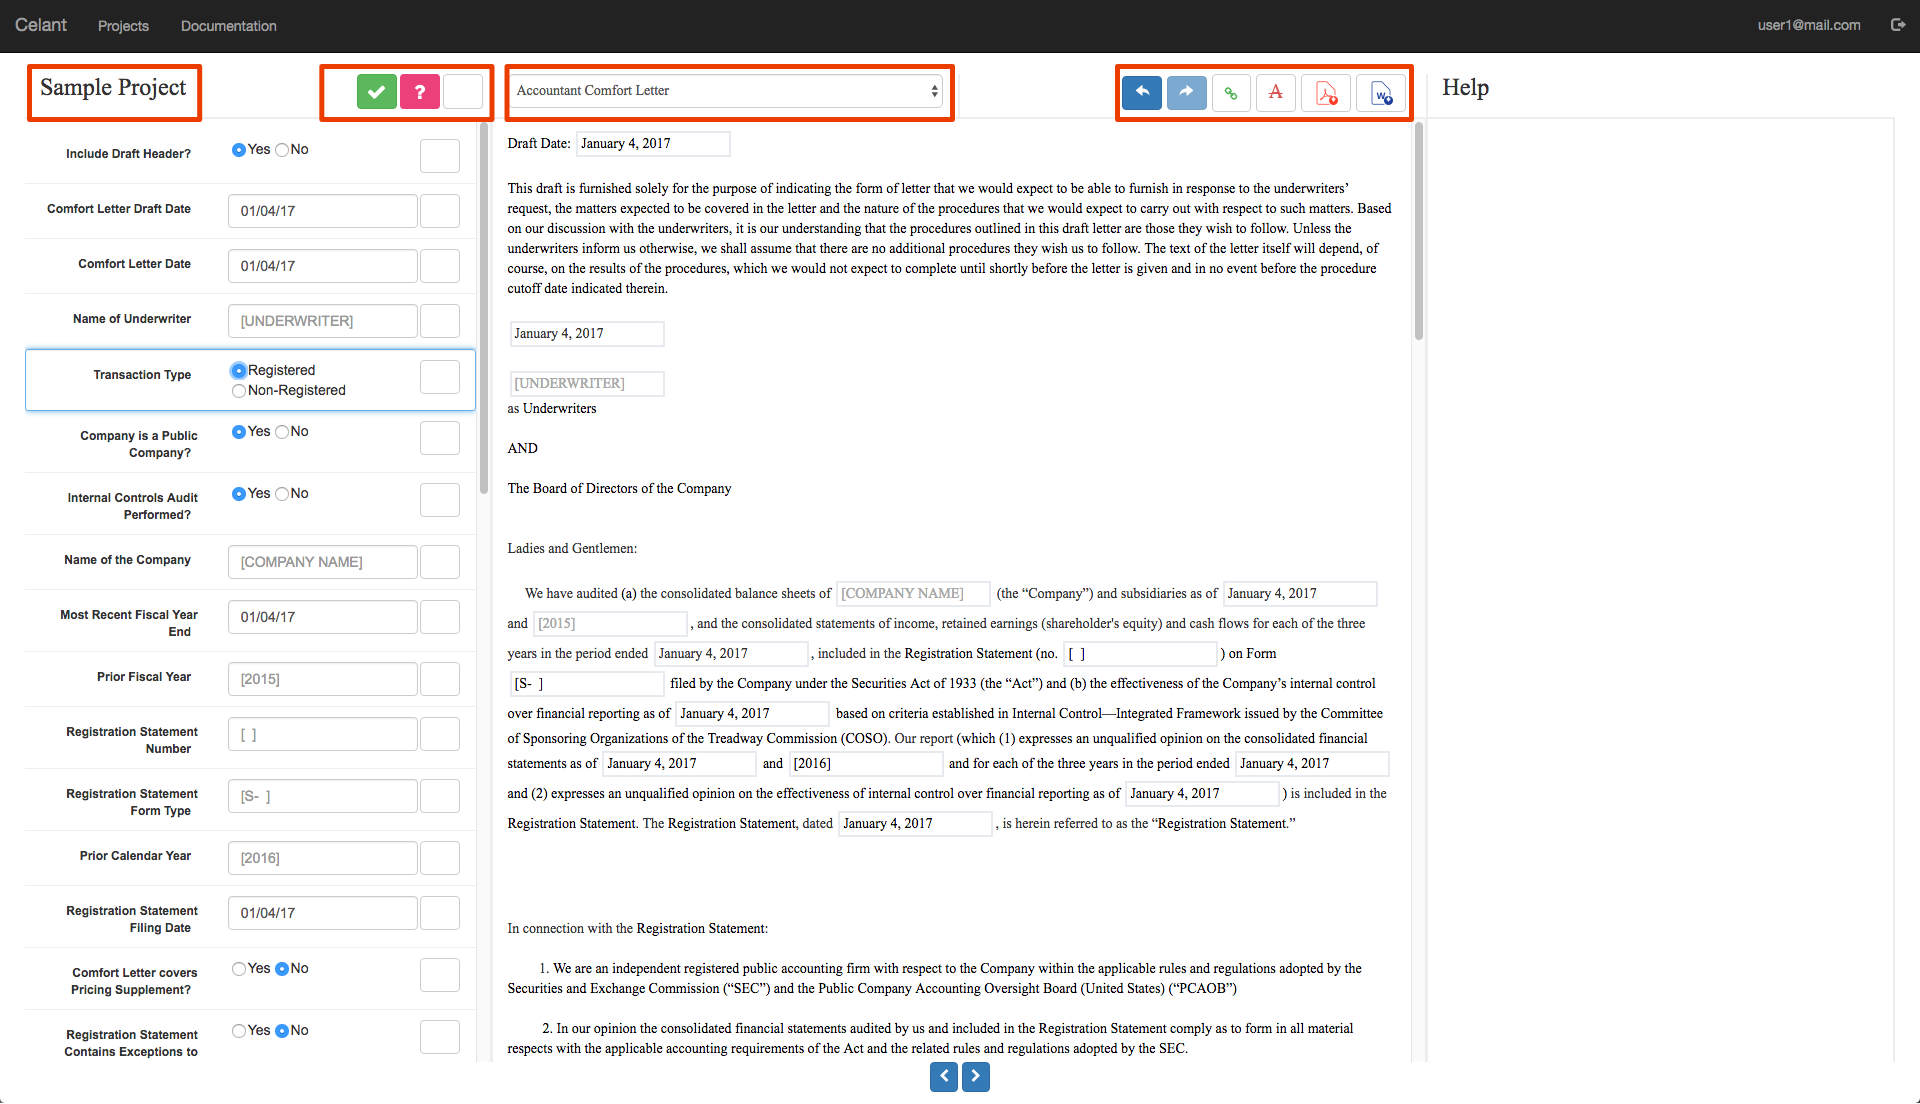 Celant Projects Documentation user1@mail.com
Sample Project
?
Accountant Comfort Letter
Help
Include Draft Header? Yes No
Comfort Letter Draft Date 01/04/17
Comfort Letter Date 01/04/17
Name of Underwriter [UNDERWRITER]
Transaction Type Registered
Non-Registered
Company is a Public
Company?
Yes No
Internal Controls Audit
Performed?
Yes No
Name of the Company [COMPANY NAME]
Most Recent Fiscal Year
End
01/04/17
Prior Fiscal Year [2015]
Registration Statement
Number
[ ]
Registration Statement
Form Type
[S- ]
Prior Calendar Year [2016]
Registration Statement
Filing Date
01/04/17
Comfort Letter covers
Pricing Supplement?
Yes No
Registration Statement
Contains Exceptions to
Yes No
Draft Date: January 4, 2017
This draft is furnished solely for the purpose of indicating the form of letter that we would expect to be able to furnish in response to the underwriters’
request, the matters expected to be covered in the letter and the nature of the procedures that we would expect to carry out with respect to such matters. Based
on our discussion with the underwriters, it is our understanding that the procedures outlined in this draft letter are those they wish to follow. Unless the
underwriters inform us otherwise, we shall assume that there are no additional procedures they wish us to follow. The text of the letter itself will depend, of
course, on the results of the procedures, which we would not expect to complete until shortly before the letter is given and in no event before the procedure
cutoff date indicated therein.
January 4, 2017
[UNDERWRITER]
as Underwriters
AND
The Board of Directors of the Company
Ladies and Gentlemen:
We have audited (a) the consolidated balance sheets of [COMPANY NAME] (the “Company”) and subsidiaries as of January 4, 2017
and [2015] , and the consolidated statements of income, retained earnings (shareholder's equity) and cash flows for each of the three
years in the period ended January 4, 2017 , included in the Registration Statement (no. [ ] ) on Form
[S- ] filed by the Company under the Securities Act of 1933 (the “Act”) and (b) the effectiveness of the Company’s internal control
over financial reporting as of January 4, 2017 based on criteria established in Internal Control—Integrated Framework issued by the Committee
of Sponsoring Organizations of the Treadway Commission (COSO). Our report (which (1) expresses an unqualified opinion on the consolidated financial
statements as of January 4, 2017 and [2016] and for each of the three years in the period ended January 4, 2017
and (2) expresses an unqualified opinion on the effectiveness of internal control over financial reporting as of January 4, 2017 ) is included in the
Registration Statement. The Registration Statement, dated January 4, 2017 , is herein referred to as the “Registration Statement.”
In connection with the Registration Statement:
1. We are an independent registered public accounting firm with respect to the Company within the applicable rules and regulations adopted by the
Securities and Exchange Commission (“SEC”) and the Public Company Accounting Oversight Board (United States) (“PCAOB”)
2. In our opinion the consolidated financial statements audited by us and included in the Registration Statement comply as to form in all material
respects with the applicable accounting requirements of the Act and the related rules and regulations adopted by the SEC.